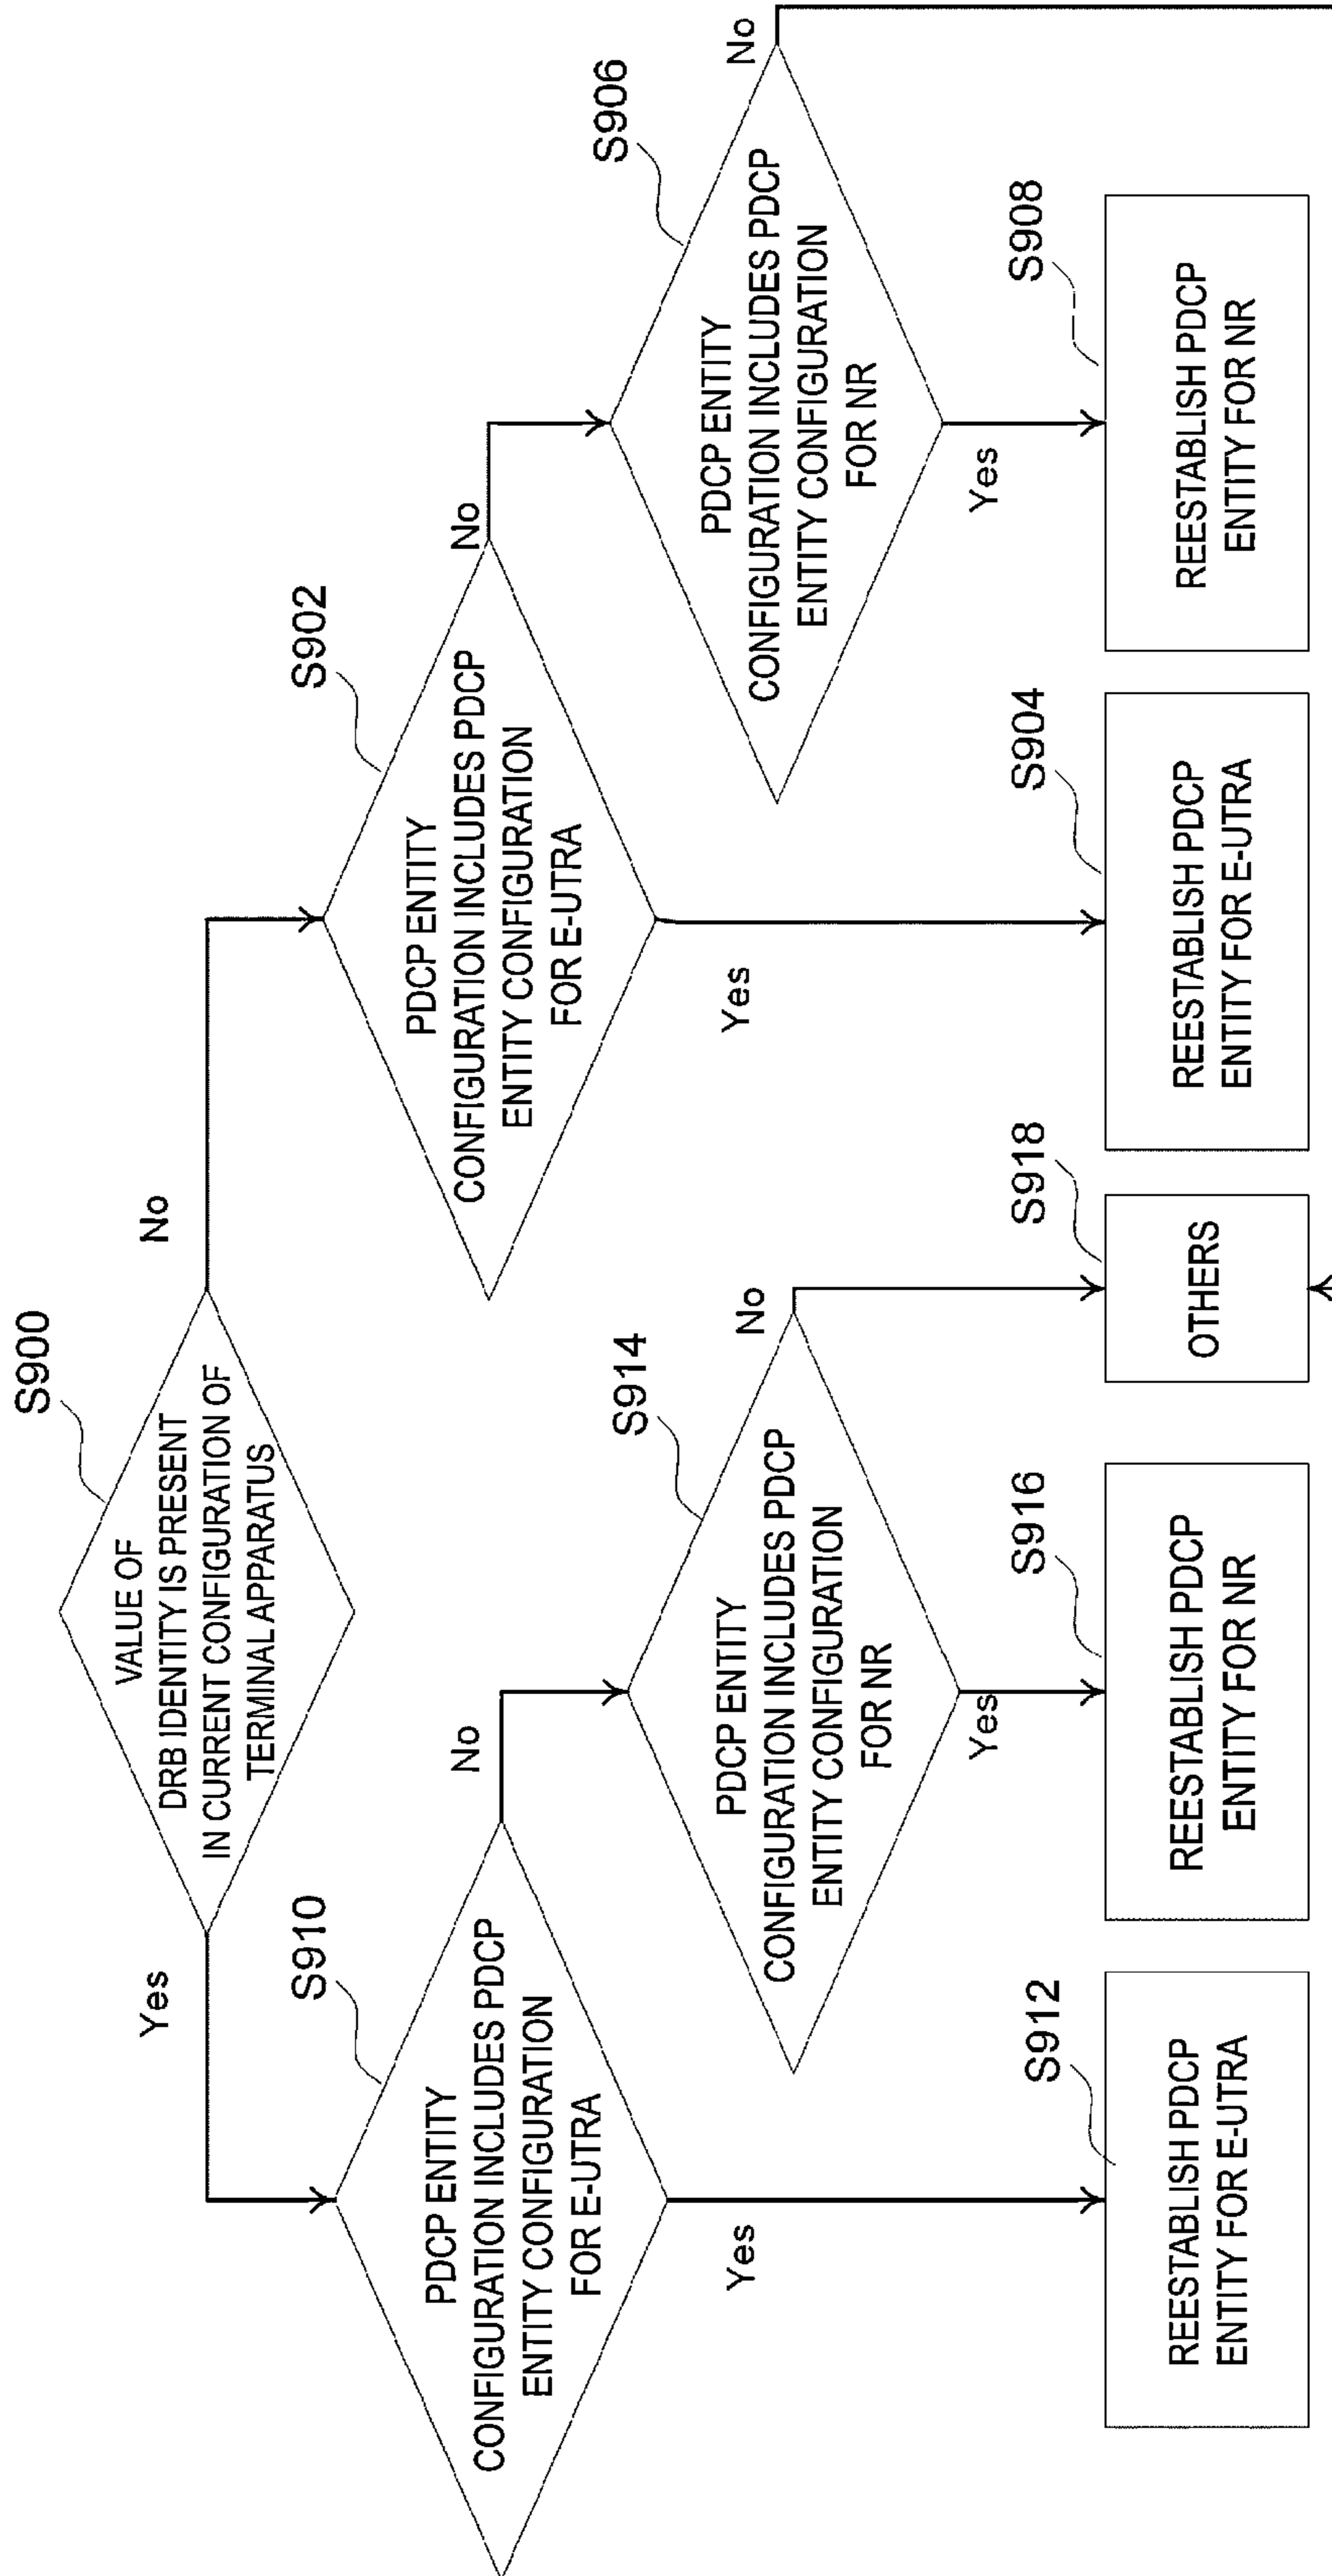 S900
VALUE OF
DRB IDENTITY IS PRESENT
IN CURRENT CONFIGURATION OF
TERMINAL APPARATUS
Yes
No
S910
PDCP ENTITY
CONFIGURATION INCLUDES PDCP
ENTITY CONFIGURATION
FOR E-UTRA
Yes
No
S902
PDCP ENTITY
CONFIGURATION INCLUDES PDCP
ENTITY CONFIGURATION
FOR E-UTRA
Yes
No
S914
PDCP ENTITY
CONFIGURATION INCLUDES PDCP
ENTITY CONFIGURATION
FOR NR
Yes
No
S906
PDCP ENTITY
CONFIGURATION INCLUDES PDCP
ENTITY CONFIGURATION
FOR NR
Yes
No
S912
REESTABLISH PDCP
ENTITY FOR E-UTRA
S916
REESTABLISH PDCP
ENTITY FOR NR
S918
OTHERS
S904
REESTABLISH PDCP
ENTITY FOR E-UTRA
S908
REESTABLISH PDCP
ENTITY FOR NR